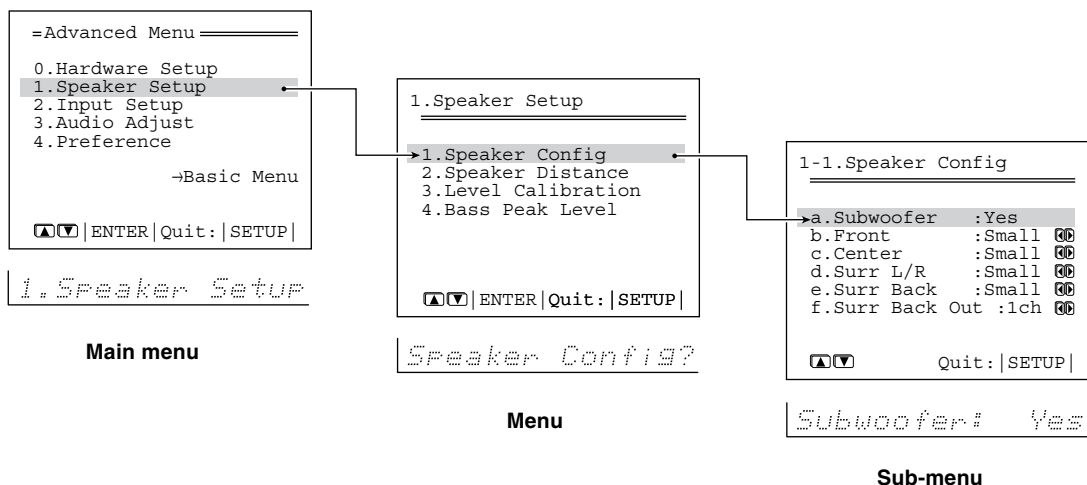 =Advanced Menu
0.Hardware Setup
1.Speaker Setup
2.Input Setup
3.Audio Adjust
4.Preference
→Basic Menu
▲▼|ENTER|Quit:|SETUP|
1.Speaker Setup
Main menu
1.Speaker Setup
1.Speaker Config
2.Speaker Distance
3.Level Calibration
4.Bass Peak Level
▲▼|ENTER|Quit:|SETUP|
Speaker Config?
Menu
1-1.Speaker Config
a.Subwoofer :Yes
b.Front :Small ◀▶
c.Center :Small ◀▶
d.Surr L/R :Small ◀▶
e.Surr Back :Small ◀▶
f.Surr Back Out :1ch ◀▶
▲▼ Quit:|SETUP|
Subwoofer: Yes
Sub-menu